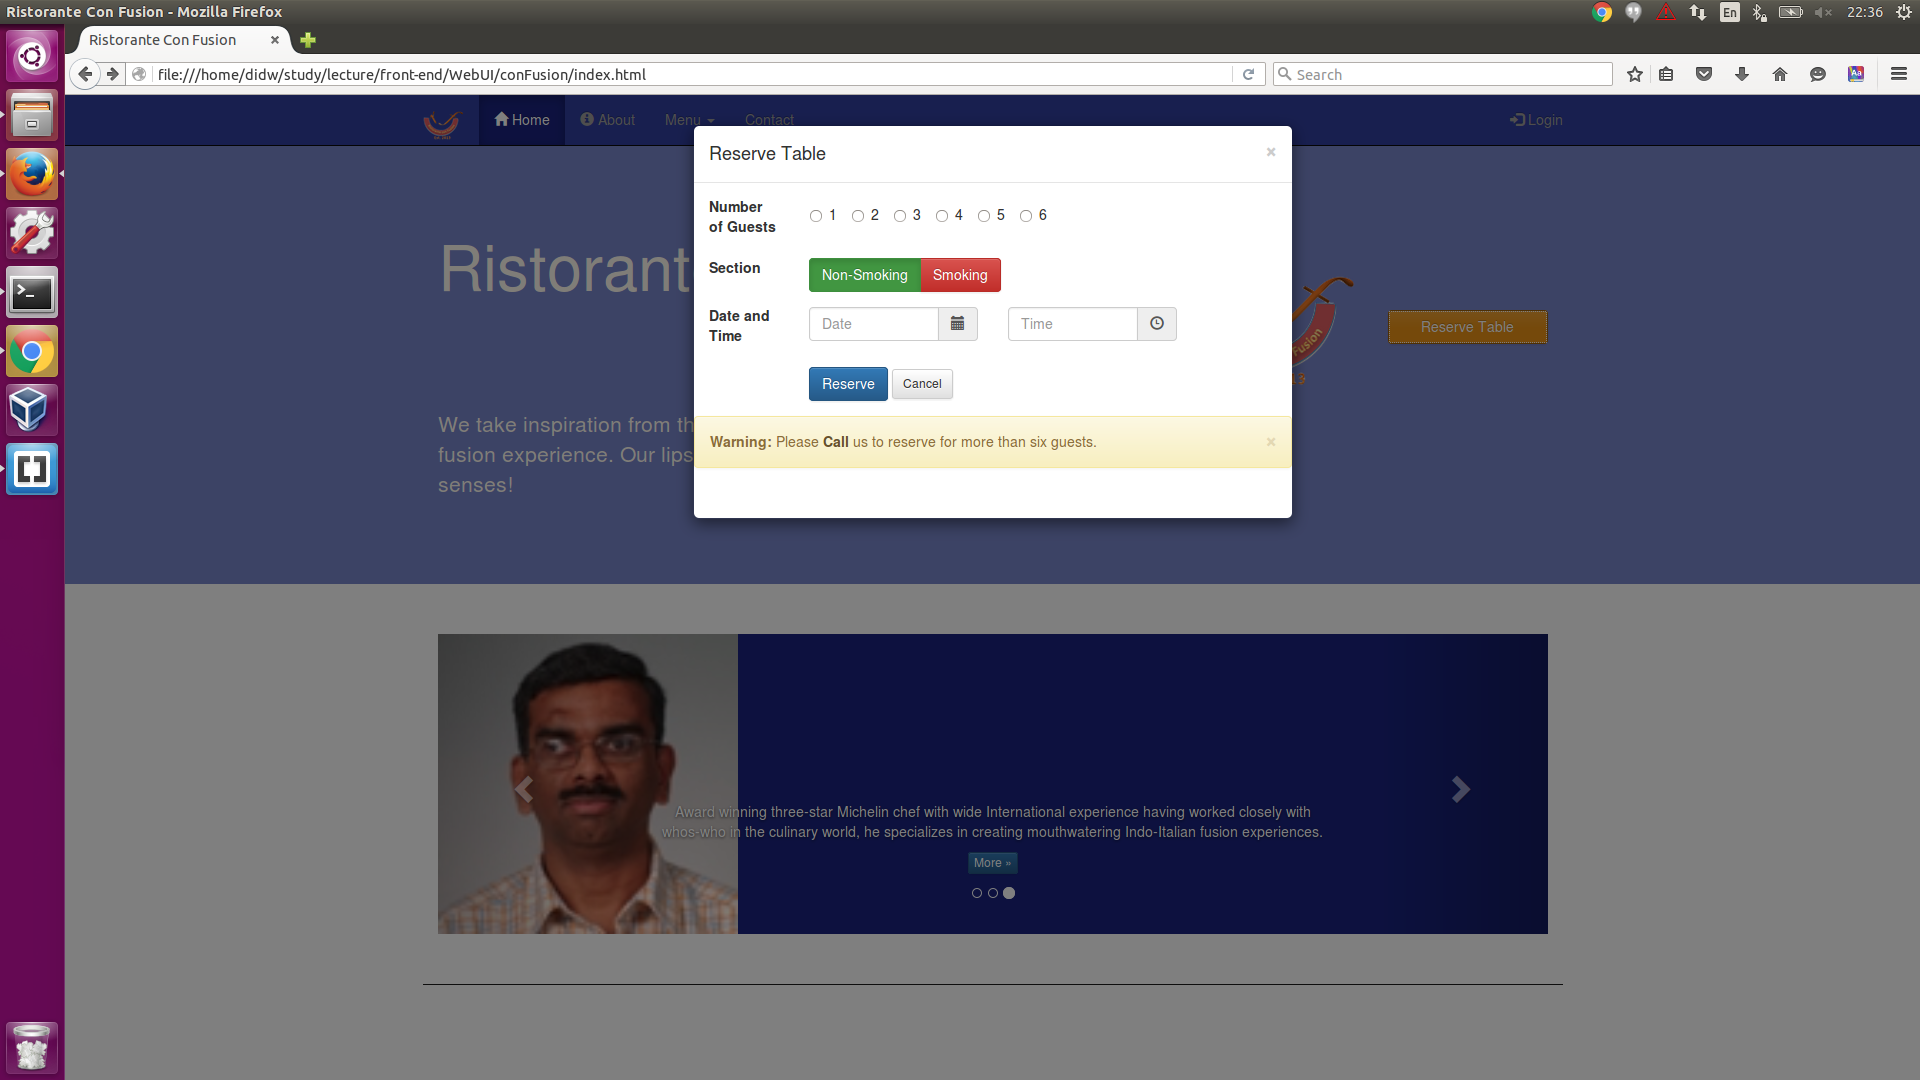 Ristorante Con Fusion - Mozilla Firefox
En
22:36
Ristorante Con Fusion
file:///home/didw/study/lecture/front-end/WebUI/conFusion/index.html
Search
Home
About
Menu
Contact
Login
Reserve Table
Number
of Guests
1 2 3 4 5 6
Section
Non-Smoking Smoking
Date and
Time
Date
Time
Reserve Cancel
Warning: Please Call us to reserve for more than six guests.
Ristorant
Fusion
Reserve Table
We take inspiration from th
fusion experience. Our lips
senses!
Award winning three-star Michelin chef with wide International experience having worked closely with
whos-who in the culinary world, he specializes in creating mouthwatering Indo-Italian fusion experiences.
More »